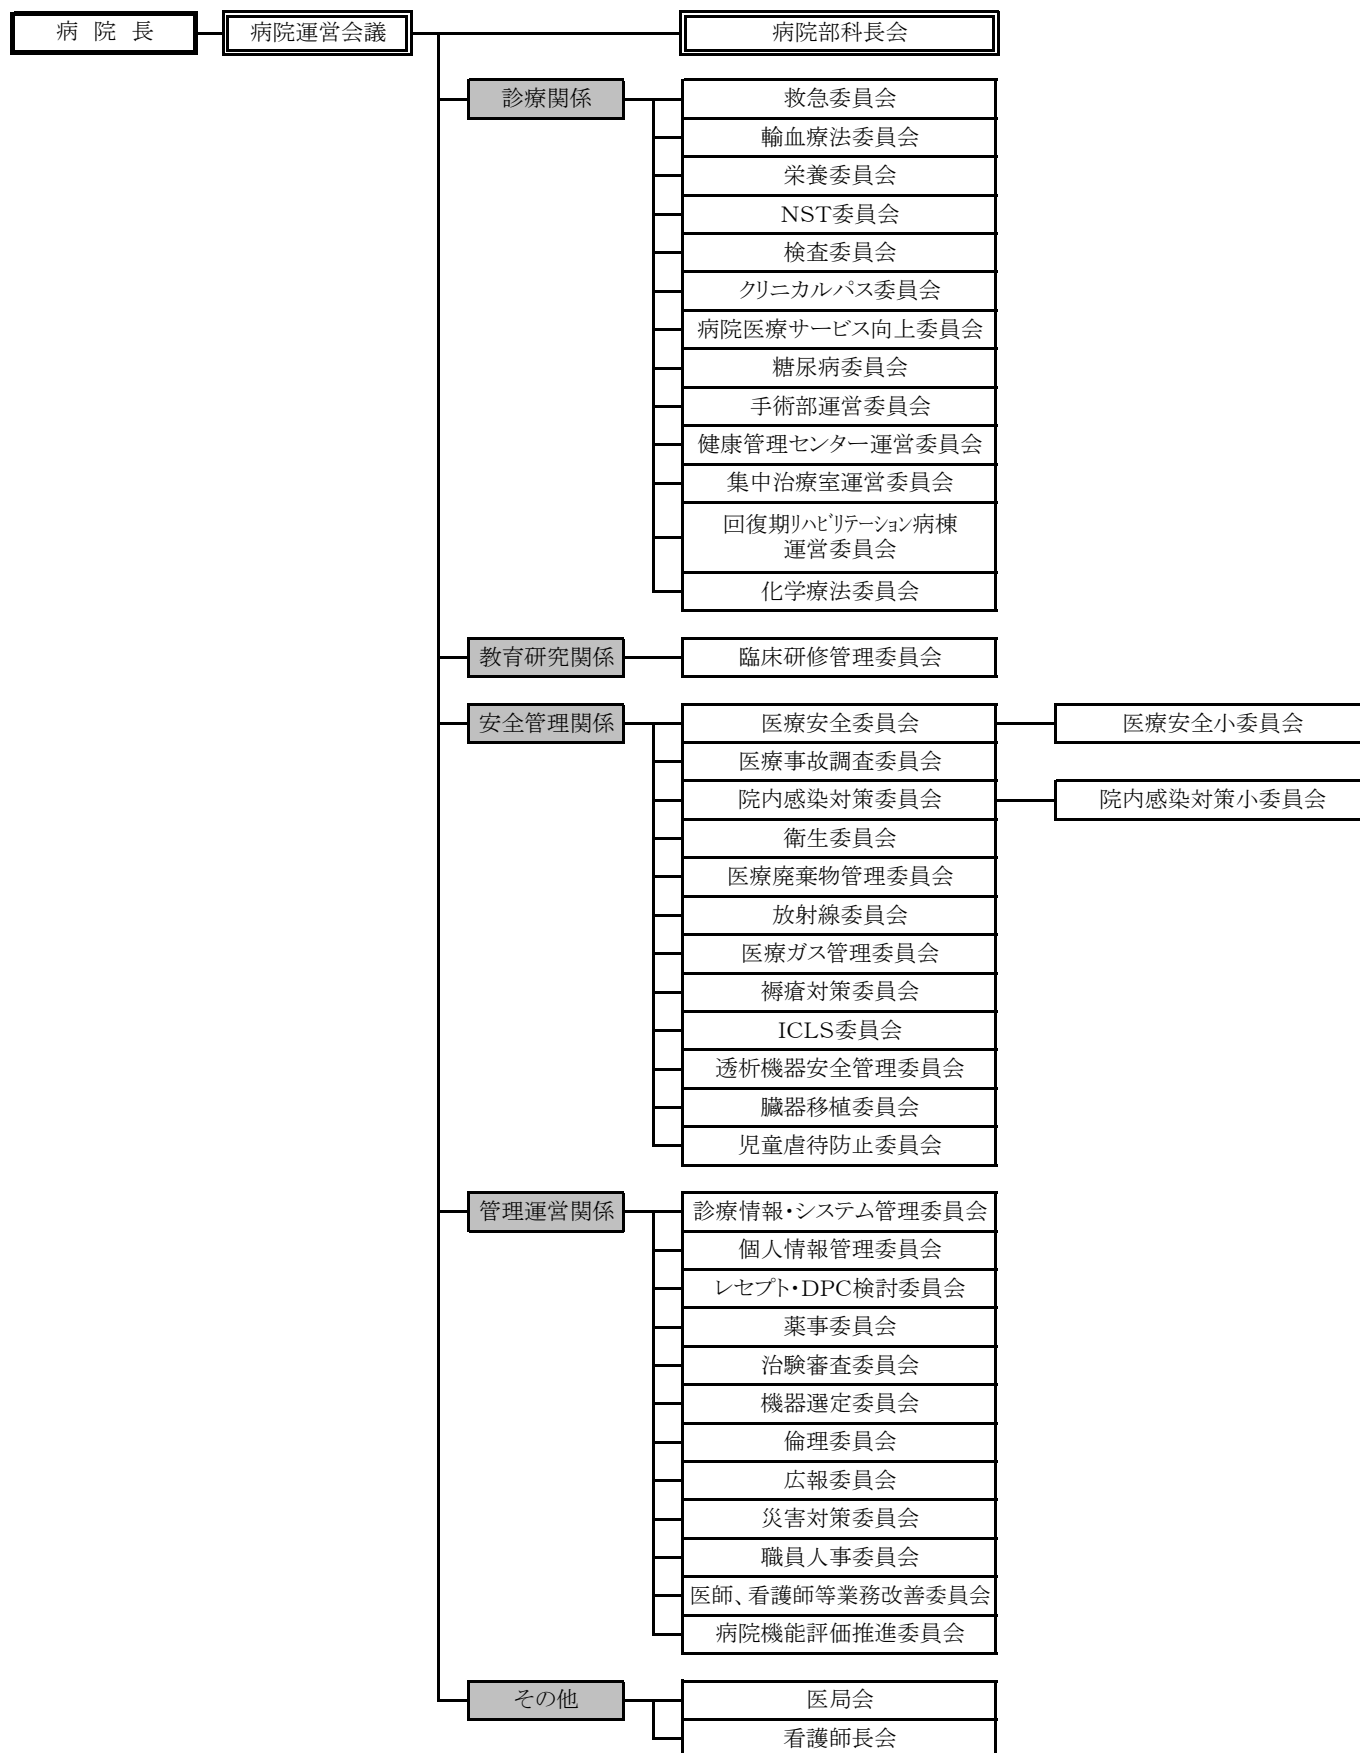 病 院 長
病院運営会議
病院部科長会
診療関係
救急委員会
輸血療法委員会
栄養委員会
NST委員会
検査委員会
クリニカルパス委員会
病院医療サービス向上委員会
糖尿病委員会
手術部運営委員会
健康管理センター運営委員会
集中治療室運営委員会
回復期ﾘﾊﾋﾞﾘﾃｰｼｮﾝ病棟
運営委員会
化学療法委員会
教育研究関係
臨床研修管理委員会
安全管理関係
医療安全委員会
医療安全小委員会
医療事故調査委員会
院内感染対策委員会
院内感染対策小委員会
衛生委員会
医療廃棄物管理委員会
放射線委員会
医療ガス管理委員会
褥瘡対策委員会
ICLS委員会
透析機器安全管理委員会
臓器移植委員会
児童虐待防止委員会
管理運営関係
診療情報・システム管理委員会
個人情報管理委員会
レセプト・DPC検討委員会
薬事委員会
治験審査委員会
機器選定委員会
倫理委員会
広報委員会
災害対策委員会
職員人事委員会
医師、看護師等業務改善委員会
病院機能評価推進委員会
その他
医局会
看護師長会